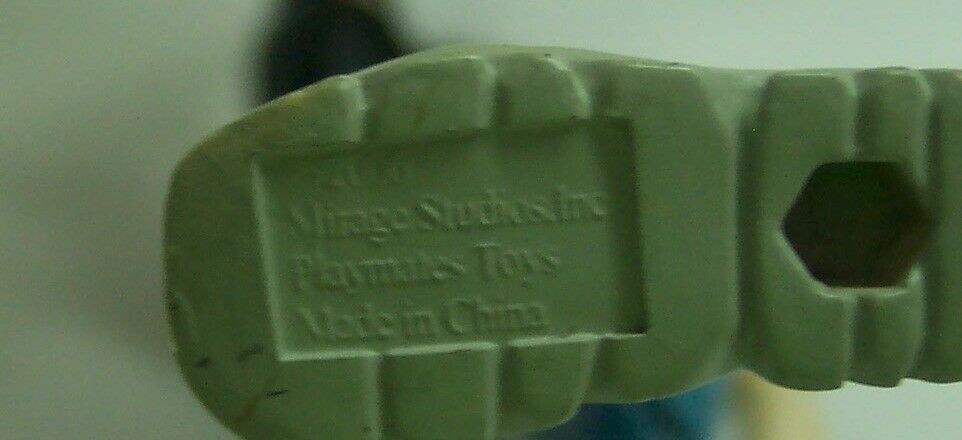 Mirage Studios.Inc
Playmates Toys
Made in China